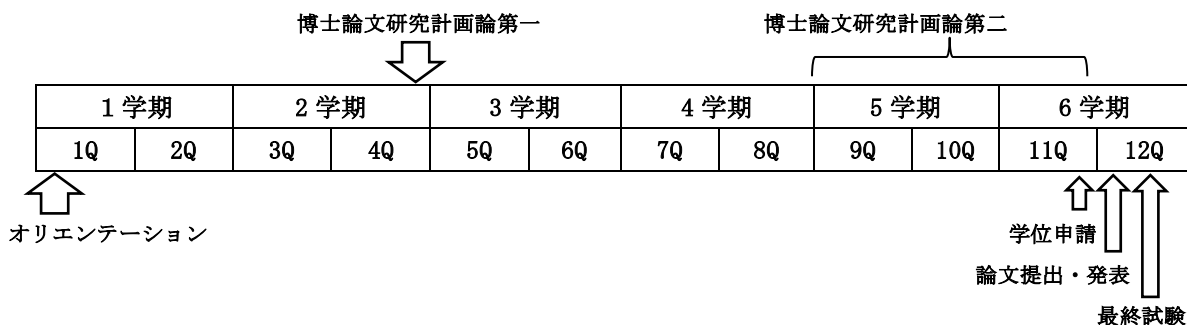 博士論文研究計画論第一 博士論文研究計画論第二
1 学期 2 学期 3 学期 4 学期 5 学期 6 学期
1Q 2Q 3Q 4Q 5Q 6Q 7Q 8Q 9Q 10Q 11Q 12Q
オリエンテーション 学位申請
論文提出・発表
最終試験